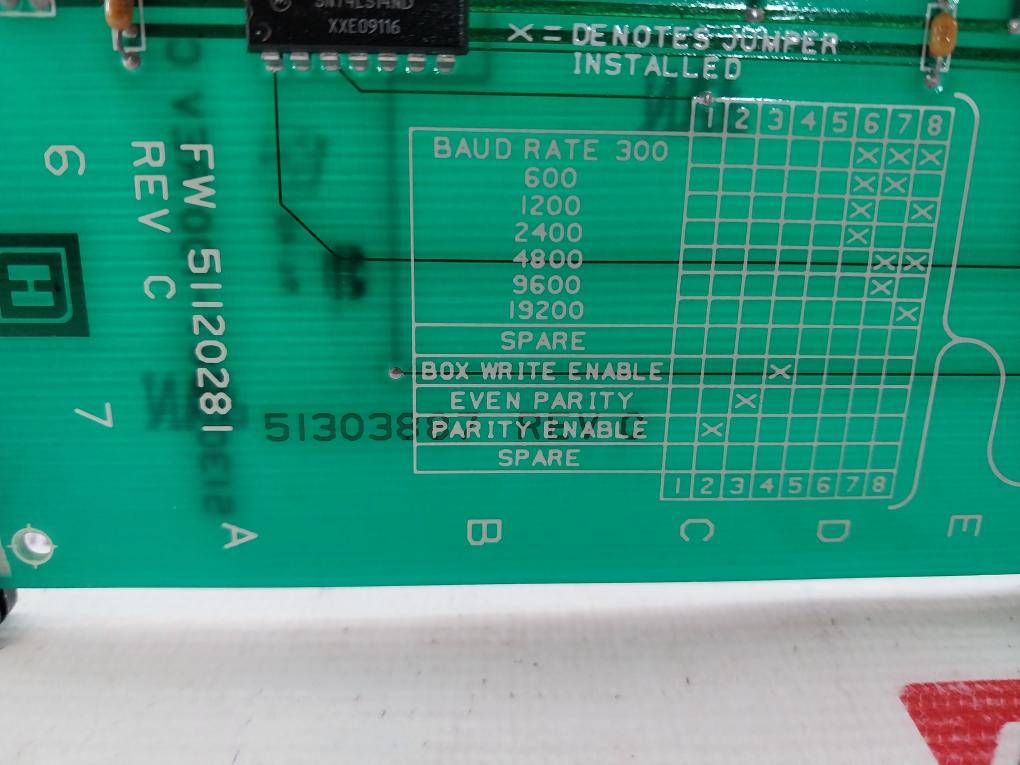 SN74LS14ND
XXE09116
X = DENOTES JUMPER
INSTALLED
1 2 3 4 5 6 7 8
BAUD RATE 300 X X X
600 X X
1200 X X
2400 X
4800 X X
9600 X
19200 X
SPARE
BOX WRITE ENABLE X
EVEN PARITY X
PARITY ENABLE X
SPARE
1 2 3 4 5 6 7 8
6
7
REV C
FW 51120281
REV C
A
B
C
D
E